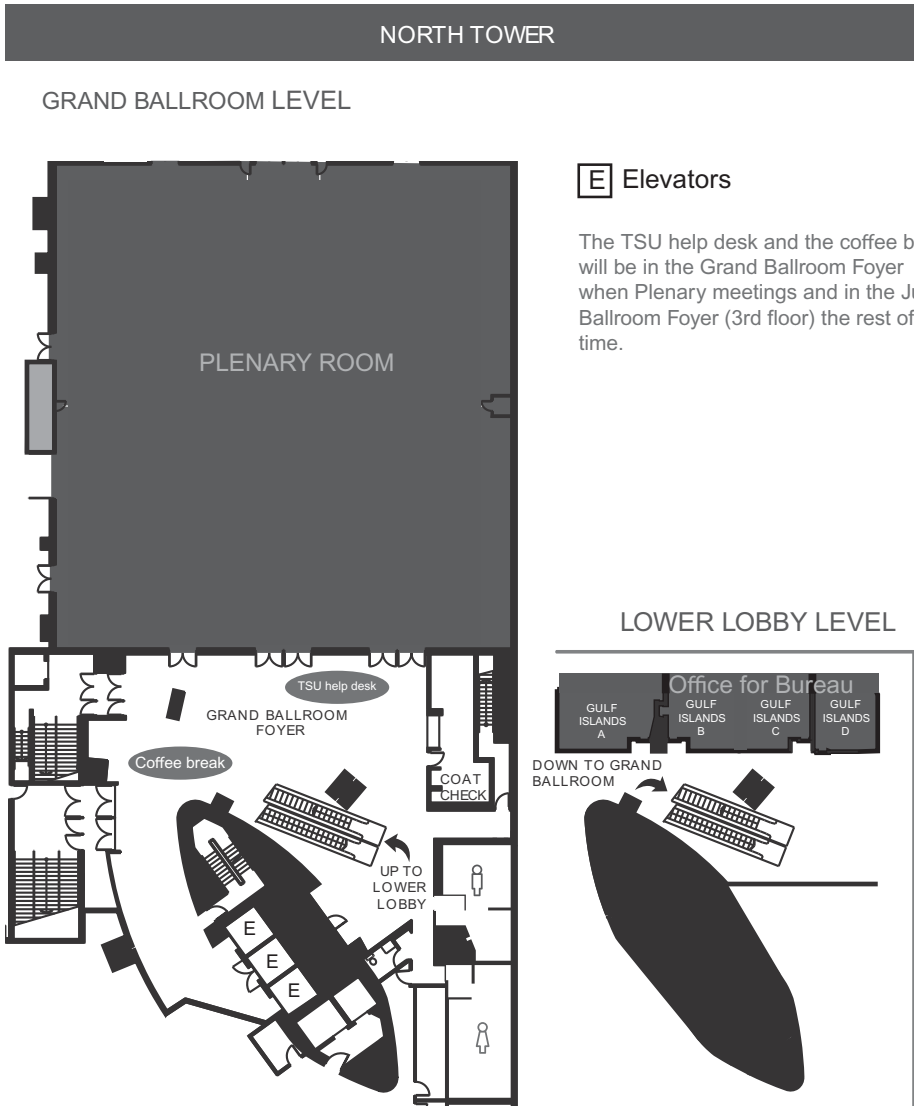 NORTH TOWER
GRAND BALLROOM LEVEL
E Elevators
The TSU help desk and the coffee b
will be in the Grand Ballroom Foyer
when Plenary meetings and in the Ju
Ballroom Foyer (3rd floor) the rest of
time.
PLENARY ROOM
TSU help desk
GRAND BALLROOM
FOYER
Coffee break
COAT
CHECK
UP TO
LOWER
LOBBY
E
E
E
LOWER LOBBY LEVEL
Office for Bureau
GULF
ISLANDS
A
GULF
ISLANDS
B
GULF
ISLANDS
C
GULF
ISLANDS
D
DOWN TO GRAND
BALLROOM